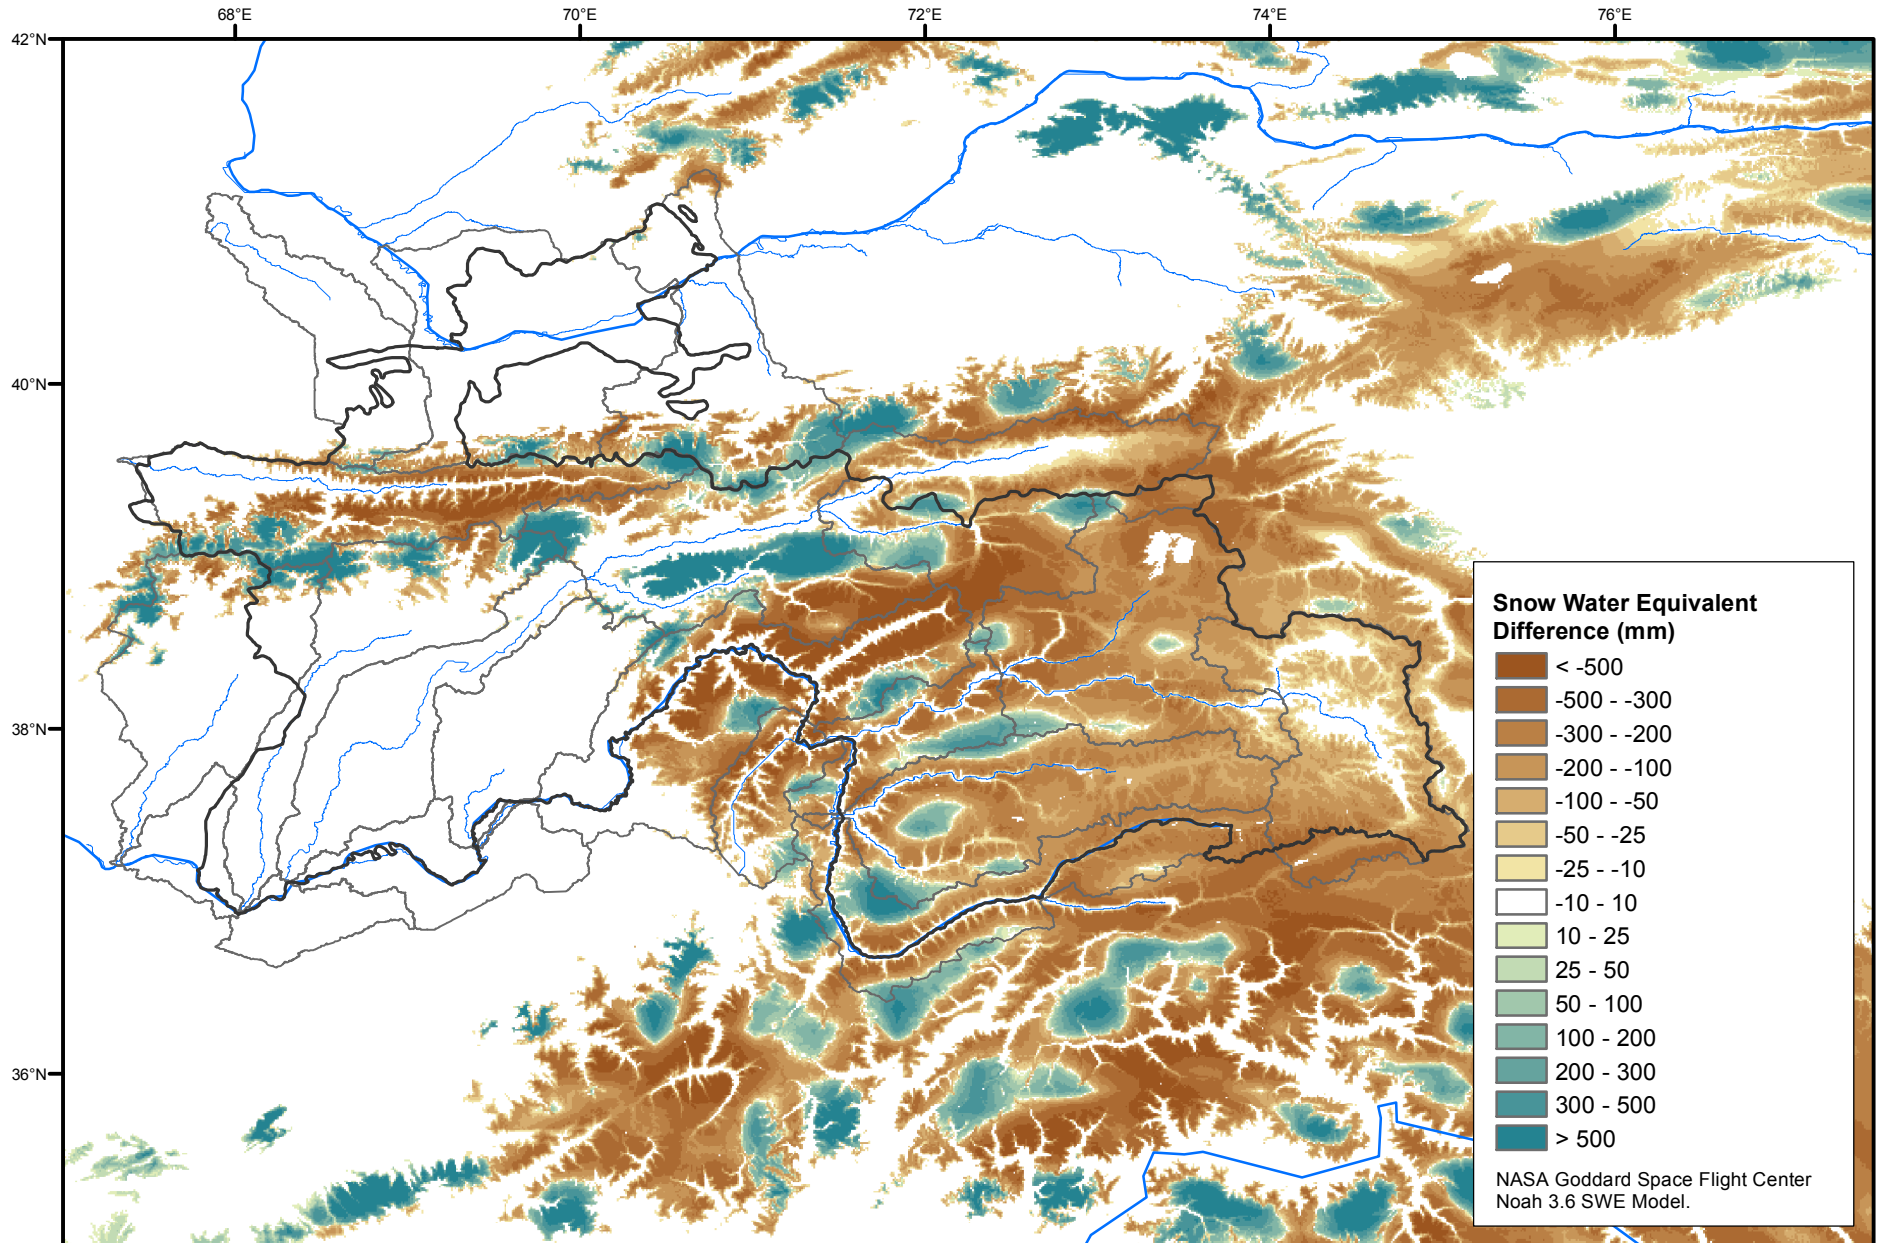 68°E
70°E
72°E
74°E
76°E
42°N
40°N
38°N
36°N
Snow Water Equivalent
Difference (mm)
< -500
-500 - -300
-300 - -200
-200 - -100
-100 - -50
-50 - -25
-25 - -10
-10 - 10
10 - 25
25 - 50
50 - 100
100 - 200
200 - 300
300 - 500
> 500
NASA Goddard Space Flight Center
Noah 3.6 SWE Model.